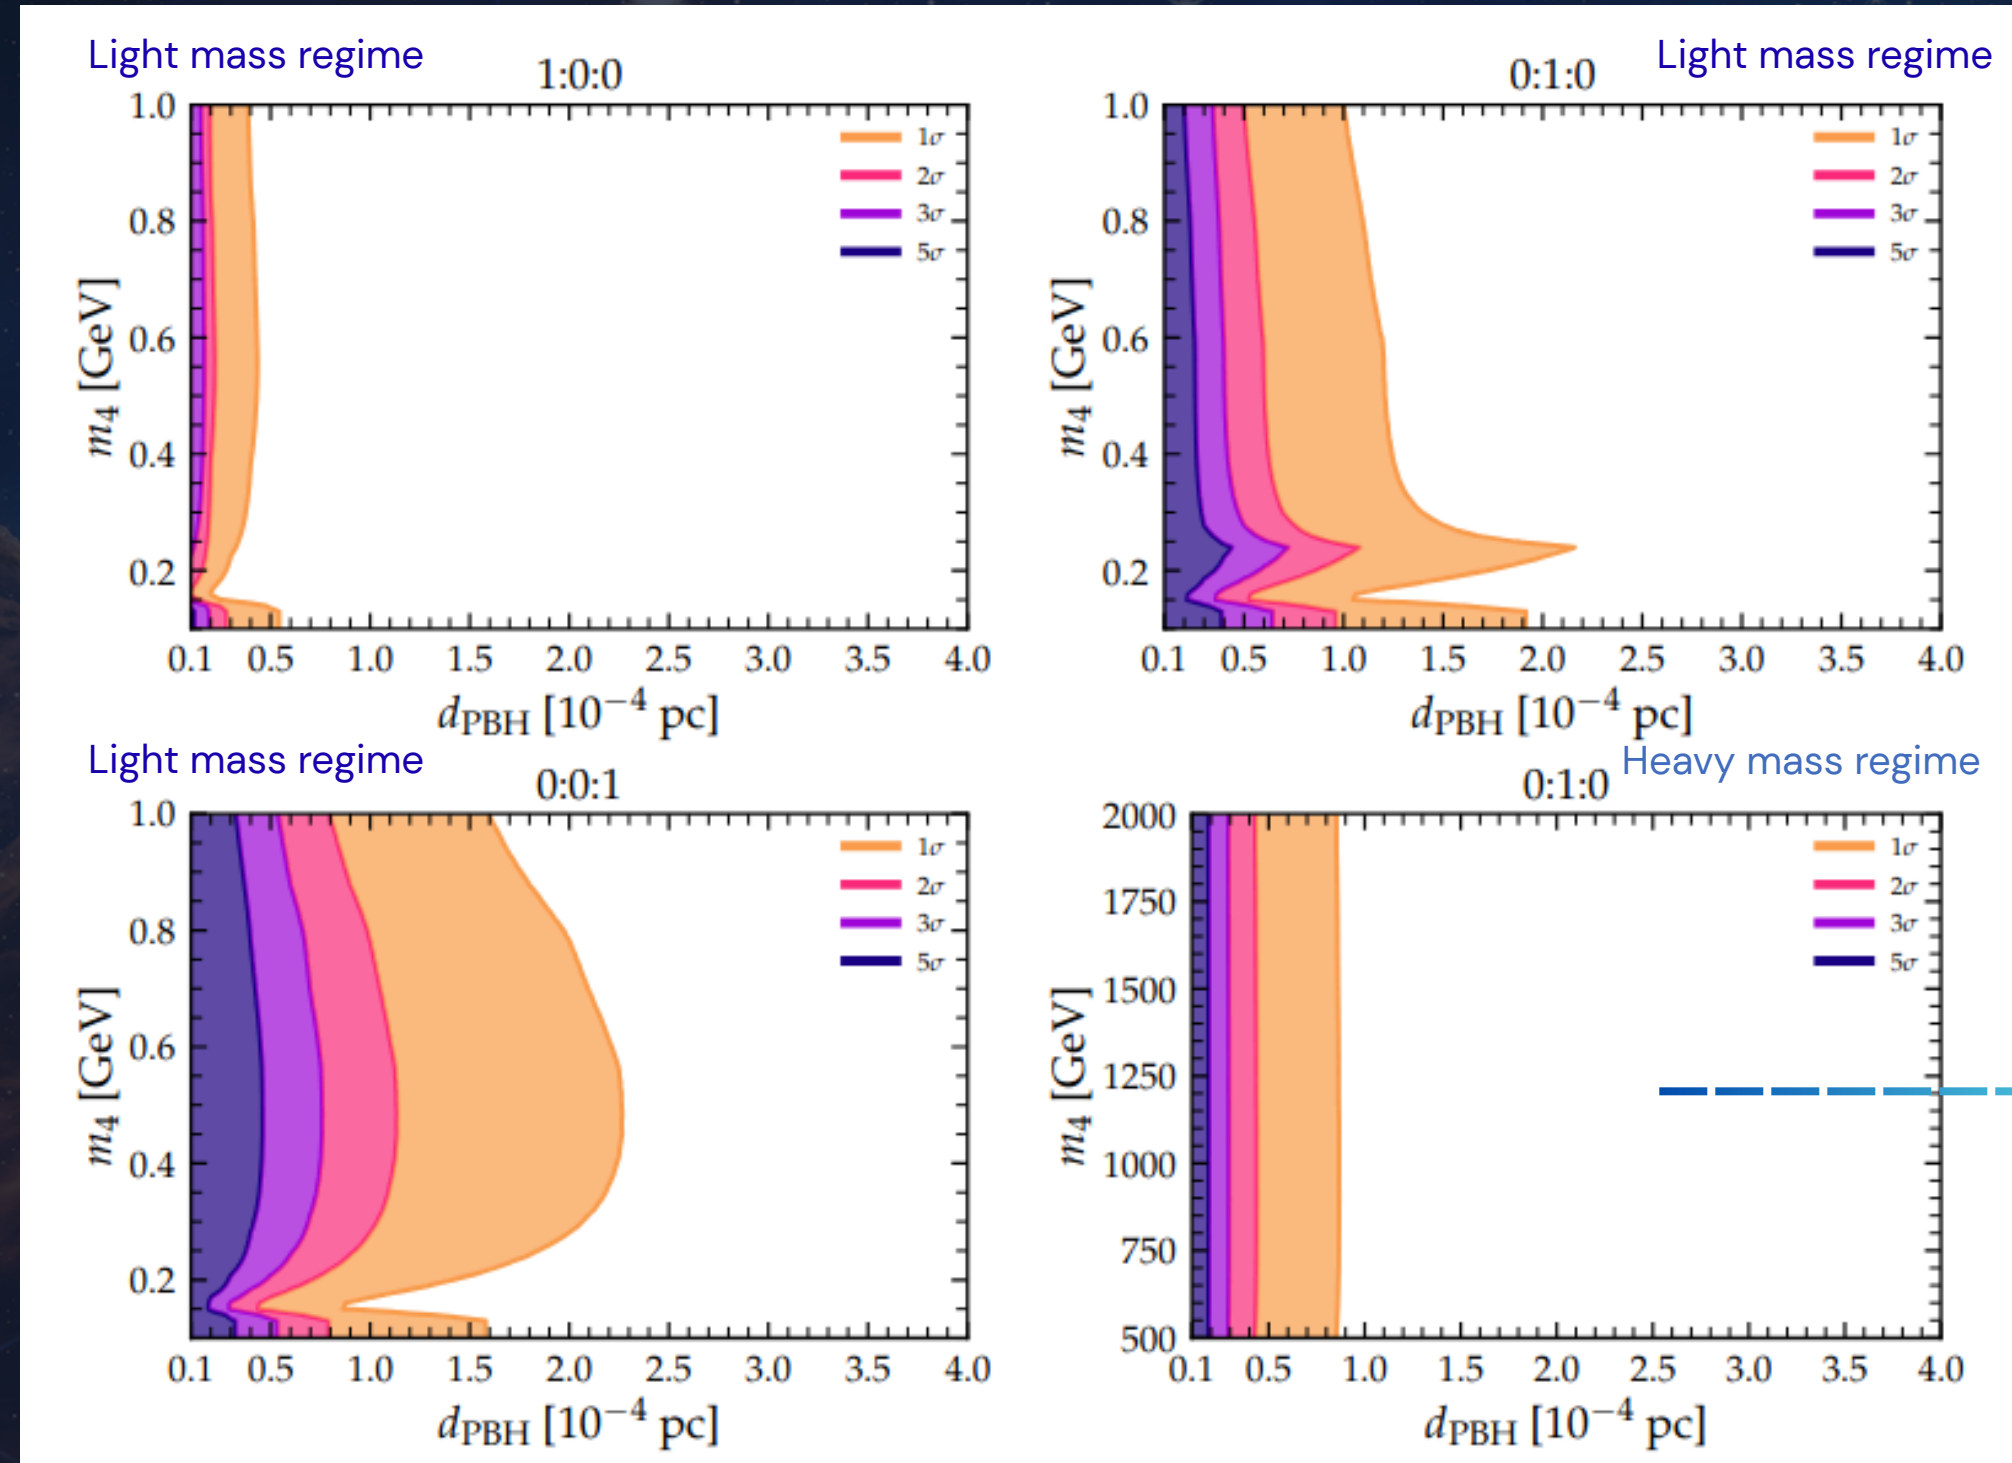 Light mass regime
1:0:0
1.0
0.8
0.6
0.4
0.2
m₄ [GeV]
1σ
2σ
3σ
5σ
0.1 0.5 1.0 1.5 2.0 2.5 3.0 3.5 4.0
d_PBH [10⁻⁴ pc]
Light mass regime
0:1:0
1.0
0.8
0.6
0.4
0.2
m₄ [GeV]
1σ
2σ
3σ
5σ
0.1 0.5 1.0 1.5 2.0 2.5 3.0 3.5 4.0
d_PBH [10⁻⁴ pc]
Light mass regime
0:0:1
1.0
0.8
0.6
0.4
0.2
m₄ [GeV]
1σ
2σ
3σ
5σ
0.1 0.5 1.0 1.5 2.0 2.5 3.0 3.5 4.0
d_PBH [10⁻⁴ pc]
Heavy mass regime
0:1:0
2000
1750
1500
1250
1000
750
500
m₄ [GeV]
1σ
2σ
3σ
5σ
0.1 0.5 1.0 1.5 2.0 2.5 3.0 3.5 4.0
d_PBH [10⁻⁴ pc]